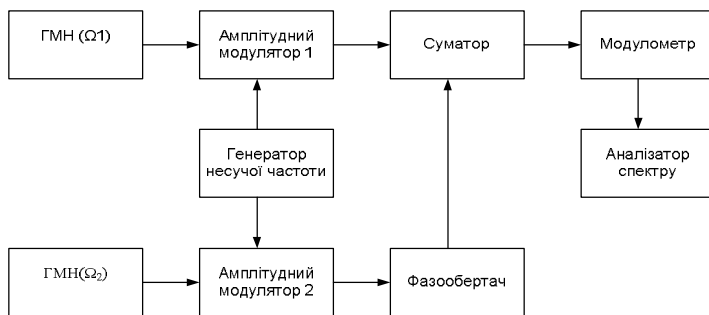 ГМН (Ω1)
Амплітудний
модулятор 1
Суматор
Модулометр
Генератор
несучої частоти
Аналізатор
спектру
ГМН(Ω₂)
Амплітудний
модулятор 2
Фазообертач